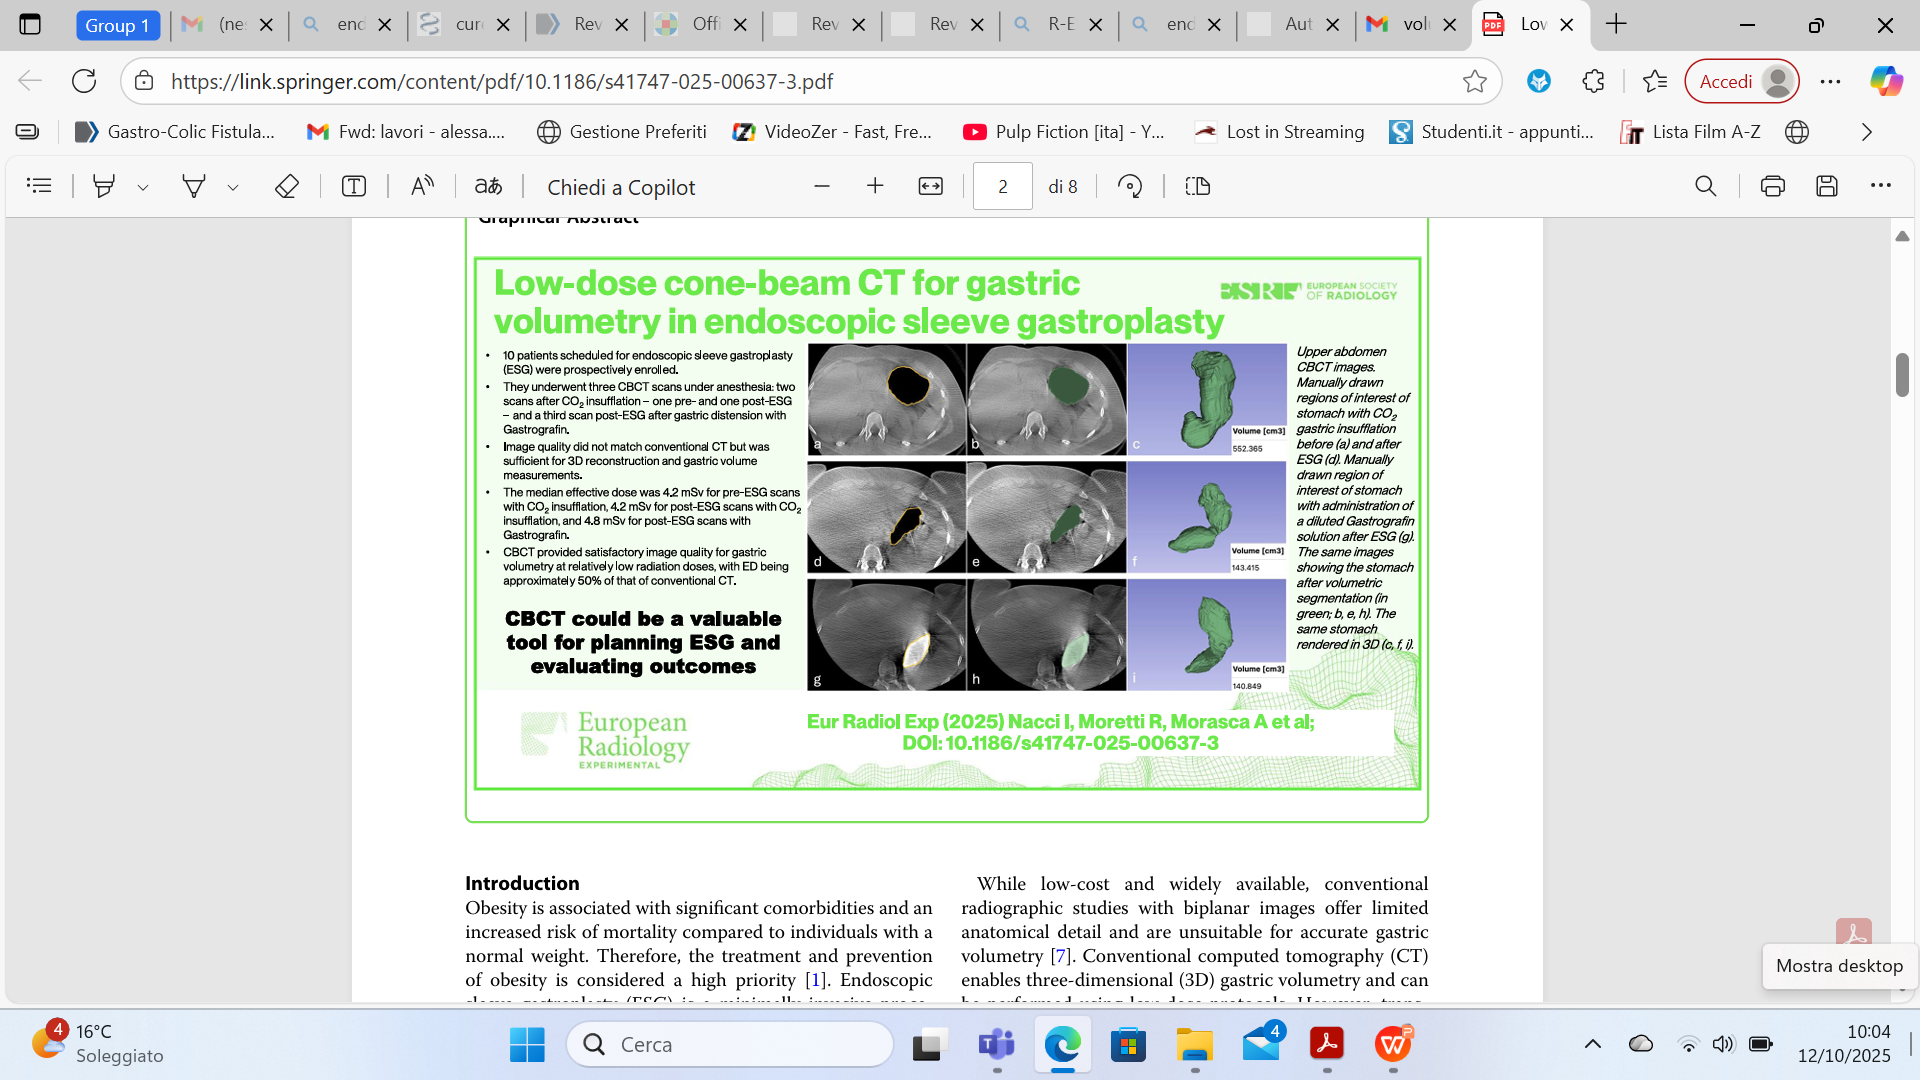 Group 1
(ne
end
cur
Rev
Offi
Rev
Rev
R-E
end
Aut
vol
Lov
https://link.springer.com/content/pdf/10.1186/s41747-025-00637-3.pdf
Accedi
Gastro-Colic Fistula...
Fwd: lavori - alessa....
Gestione Preferiti
VideoZer - Fast, Fre...
Pulp Fiction [ita] - Y...
Lost in Streaming
Studenti.it - appunti...
Lista Film A-Z
Chiedi a Copilot
2
di 8
Graphical Abstract
Low-dose cone-beam CT for gastric
volumetry in endoscopic sleeve gastroplasty
ESR
EUROPEAN SOCIETY
OF RADIOLOGY
• 10 patients scheduled for endoscopic sleeve gastroplasty
(ESG) were prospectively enrolled.
• They underwent three CBCT scans under anesthesia: two
scans after CO₂ insufflation – one pre- and one post-ESG
– and a third scan post-ESG after gastric distension with
Gastrografin.
• Image quality did not match conventional CT but was
sufficient for 3D reconstruction and gastric volume
measurements.
• The median effective dose was 4.2 mSv for pre-ESG scans
with CO₂ insufflation, 4.2 mSv for post-ESG scans with CO₂
insufflation, and 4.8 mSv for post-ESG scans with
Gastrografin.
• CBCT provided satisfactory image quality for gastric
volumetry at relatively low radiation doses, with ED being
approximately 50% of that of conventional CT.
CBCT could be a valuable
tool for planning ESG and
evaluating outcomes
a
b
c
Volume [cm3]
552.365
d
e
f
Volume [cm3]
143.415
g
h
i
Volume [cm3]
140.849
Upper abdomen
CBCT images.
Manually drawn
regions of interest of
stomach with CO₂
gastric insufflation
before (a) and after
ESG (d). Manually
drawn region of
interest of stomach
with administration of
a diluted Gastrografin
solution after ESG (g).
The same images
showing the stomach
after volumetric
segmentation (in
green; b, e, h). The
same stomach
rendered in 3D (c, f, i).
European
Radiology
EXPERIMENTAL
Eur Radiol Exp (2025) Nacci I, Moretti R, Morasca A et al;
DOI: 10.1186/s41747-025-00637-3
Introduction
Obesity is associated with significant comorbidities and an
increased risk of mortality compared to individuals with a
normal weight. Therefore, the treatment and prevention
of obesity is considered a high priority [1]. Endoscopic
While low-cost and widely available, conventional
radiographic studies with biplanar images offer limited
anatomical detail and are unsuitable for accurate gastric
volumetry [7]. Conventional computed tomography (CT)
enables three-dimensional (3D) gastric volumetry and can
Mostra desktop
4
16°C
Soleggiato
Cerca
4
10:04
12/10/2025